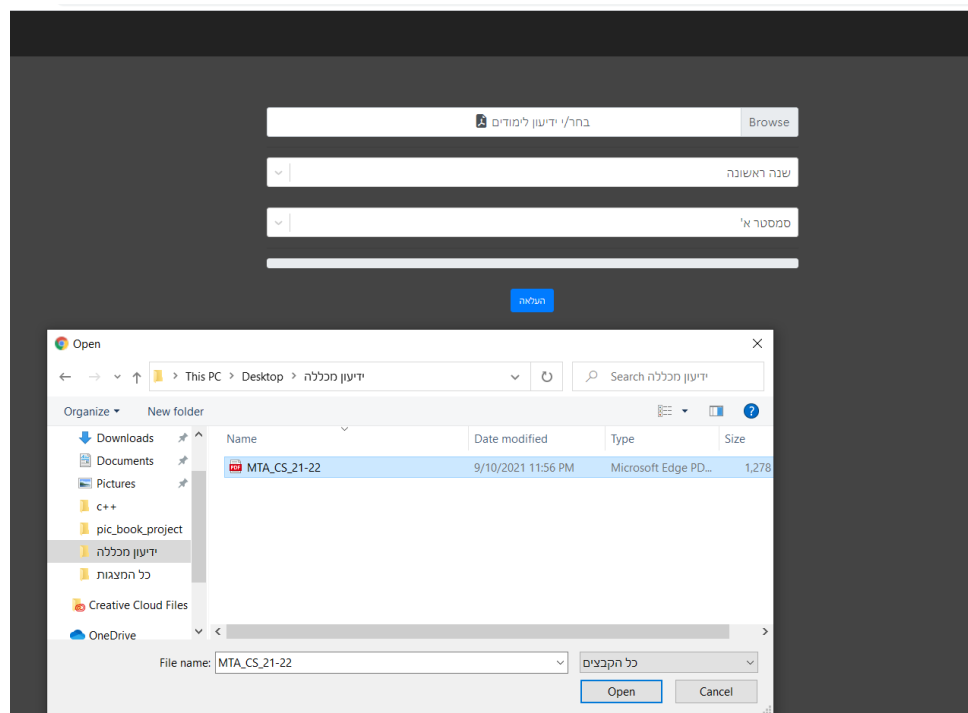 בחר/י ידיעון לימודים Browse
שנה ראשונה
סמסטר א'
העלאה
Open
This PC > Desktop > ידיעון מכללה
Search ידיעון מכללה
Organize New folder
Name Date modified Type Size
MTA_CS_21-22 9/10/2021 11:56 PM Microsoft Edge PD... 1,278
Downloads
Documents
Pictures
c++
pic_book_project
ידיעון מכללה
כל המצגות
Creative Cloud Files
OneDrive
File name: MTA_CS_21-22 כל הקבצים
Open Cancel